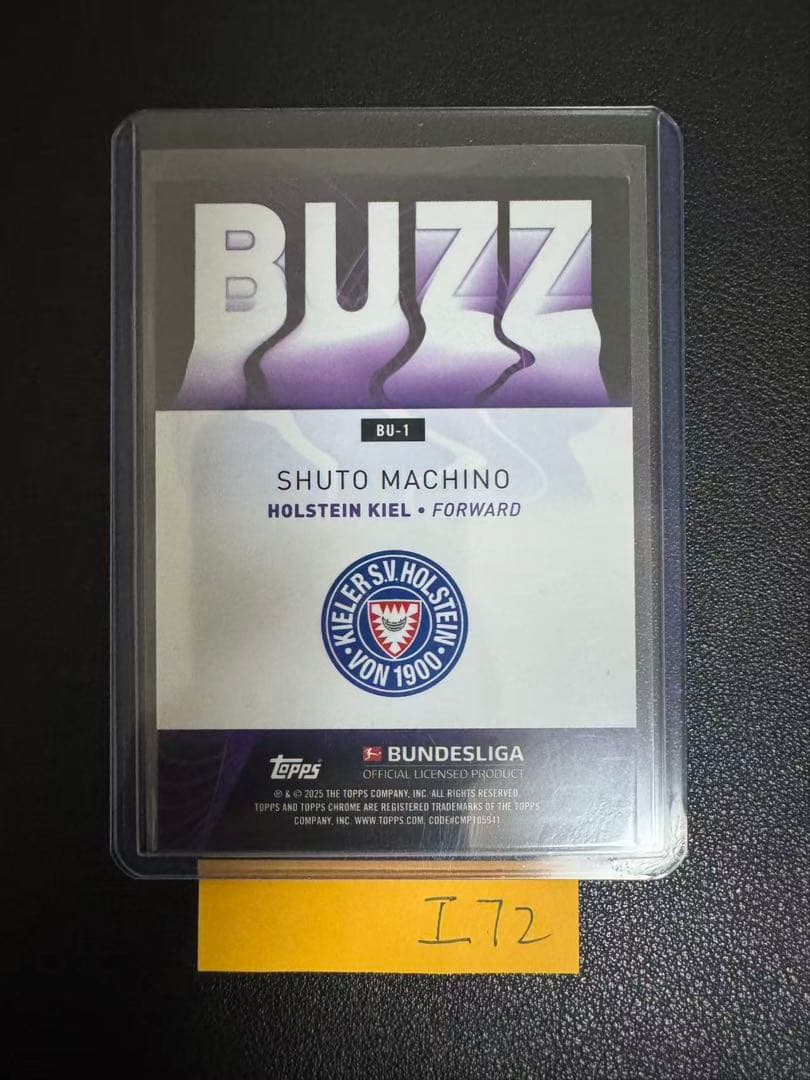 BUZZ
BU-1
SHUTO MACHINO
HOLSTEIN KIEL • FORWARD
KIELER S.V. HOLSTEIN
• VON 1900 •
topps
BUNDESLIGA
OFFICIAL LICENSED PRODUCT
℗ & © 2025 THE TOPPS COMPANY, INC. ALL RIGHTS RESERVED.
TOPPS AND TOPPS CHROME ARE REGISTERED TRADEMARKS OF THE TOPPS
COMPANY, INC. WWW.TOPPS.COM, CODE#CMP105941
I72